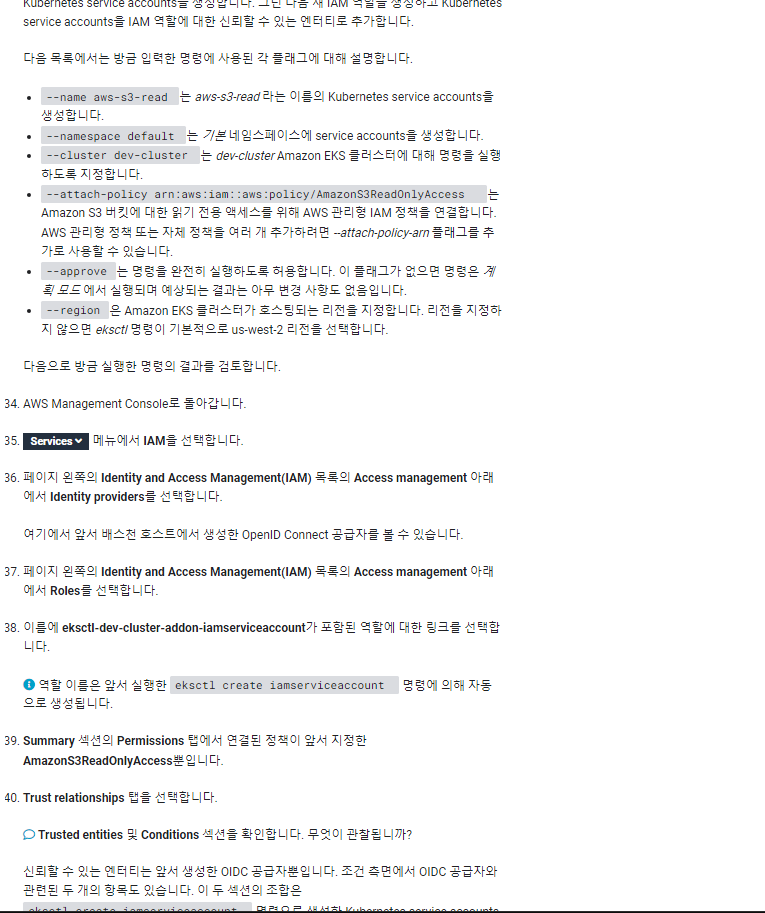 Kubernetes service accounts를 생성합니다. 그런 다음 새 IAM 역할을 생성하고 Kubernetes
service accounts을 IAM 역할에 대한 신뢰할 수 있는 엔터티로 추가합니다.
다음 목록에서는 방금 입력한 명령에 사용된 각 플래그에 대해 설명합니다.
• --name aws-s3-read 는 aws-s3-read 라는 이름의 Kubernetes service accounts을
생성합니다.
• --namespace default 는 기본 네임스페이스에 service accounts을 생성합니다.
• --cluster dev-cluster 는 dev-cluster Amazon EKS 클러스터에 대해 명령을 실행
하도록 지정합니다.
• --attach-policy arn:aws:iam::aws:policy/AmazonS3ReadOnlyAccess 는
Amazon S3 버킷에 대한 읽기 전용 액세스를 위해 AWS 관리형 IAM 정책을 연결합니다.
AWS 관리형 정책 또는 자체 정책을 여러 개 추가하려면 --attach-policy-arn 플래그를 추
가로 사용할 수 있습니다.
• --approve 는 명령을 완전히 실행하도록 허용합니다. 이 플래그가 없으면 명령은 계
획 모드 에서 실행되며 예상되는 결과는 아무 변경 사항도 없음입니다.
• --region 은 Amazon EKS 클러스터가 호스팅되는 리전을 지정합니다. 리전을 지정하
지 않으면 eksctl 명령이 기본적으로 us-west-2 리전을 선택합니다.
다음으로 방금 실행한 명령의 결과를 검토합니다.
34. AWS Management Console로 돌아갑니다.
35. Services 메뉴에서 IAM을 선택합니다.
36. 페이지 왼쪽의 Identity and Access Management(IAM) 목록의 Access management 아래
에서 Identity providers를 선택합니다.
여기에서 앞서 배스천 호스트에서 생성한 OpenID Connect 공급자를 볼 수 있습니다.
37. 페이지 왼쪽의 Identity and Access Management(IAM) 목록의 Access management 아래
에서 Roles를 선택합니다.
38. 이름에 eksctl-dev-cluster-addon-iamserviceaccount가 포함된 역할에 대한 링크를 선택합
니다.
역할 이름은 앞서 실행한 eksctl create iamserviceaccount 명령에 의해 자동
으로 생성됩니다.
39. Summary 섹션의 Permissions 탭에서 연결된 정책이 앞서 지정한
AmazonS3ReadOnlyAccess뿐입니다.
40. Trust relationships 탭을 선택합니다.
Trusted entities 및 Conditions 섹션을 확인합니다. 무엇이 관찰됩니까?
신뢰할 수 있는 엔터티는 앞서 생성한 OIDC 공급자뿐입니다. 조건 측면에서 OIDC 공급자와
관련된 두 개의 항목도 있습니다. 이 두 섹션의 조합은
eksctl create iamserviceaccount 명령으로 생성한 Kubernetes service accounts